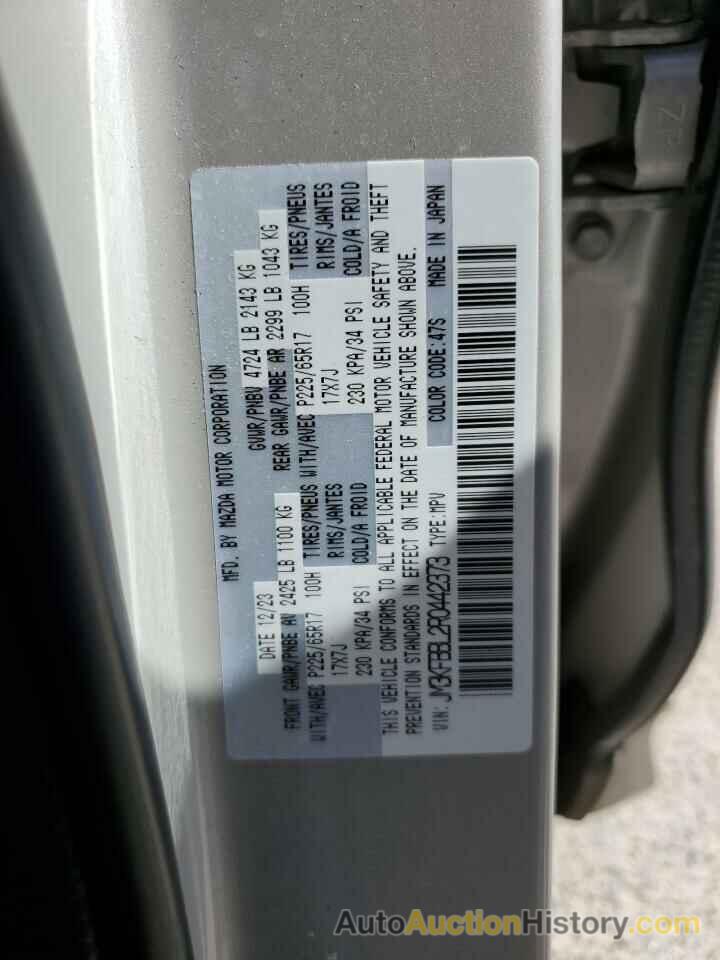 MFD. BY MAZDA MOTOR CORPORATION
DATE 12/23 GVWR/PNBV 4724 LB 2143 KG
FRONT GAWR/PNBE AV 2425 LB 1100 KG REAR GAWR/PNBE AR 2299 LB 1043 KG
WITH/AVEC P225/65R17 100H TIRES/PNEUS WITH/AVEC P225/65R17 100H TIRES/PNEUS
17X7J RIMS/JANTES 17X7J RIMS/JANTES
230 KPA/34 PSI COLD/A FROID 230 KPA/34 PSI COLD/A FROID
THIS VEHICLE CONFORMS TO ALL APPLICABLE FEDERAL MOTOR VEHICLE SAFETY AND THEFT
PREVENTION STANDARDS IN EFFECT ON THE DATE OF MANUFACTURE SHOWN ABOVE.
VIN: JM3KFBBL2R0442373 TYPE:MPV COLOR CODE:47S MADE IN JAPAN
AutoAuctionHistory.com